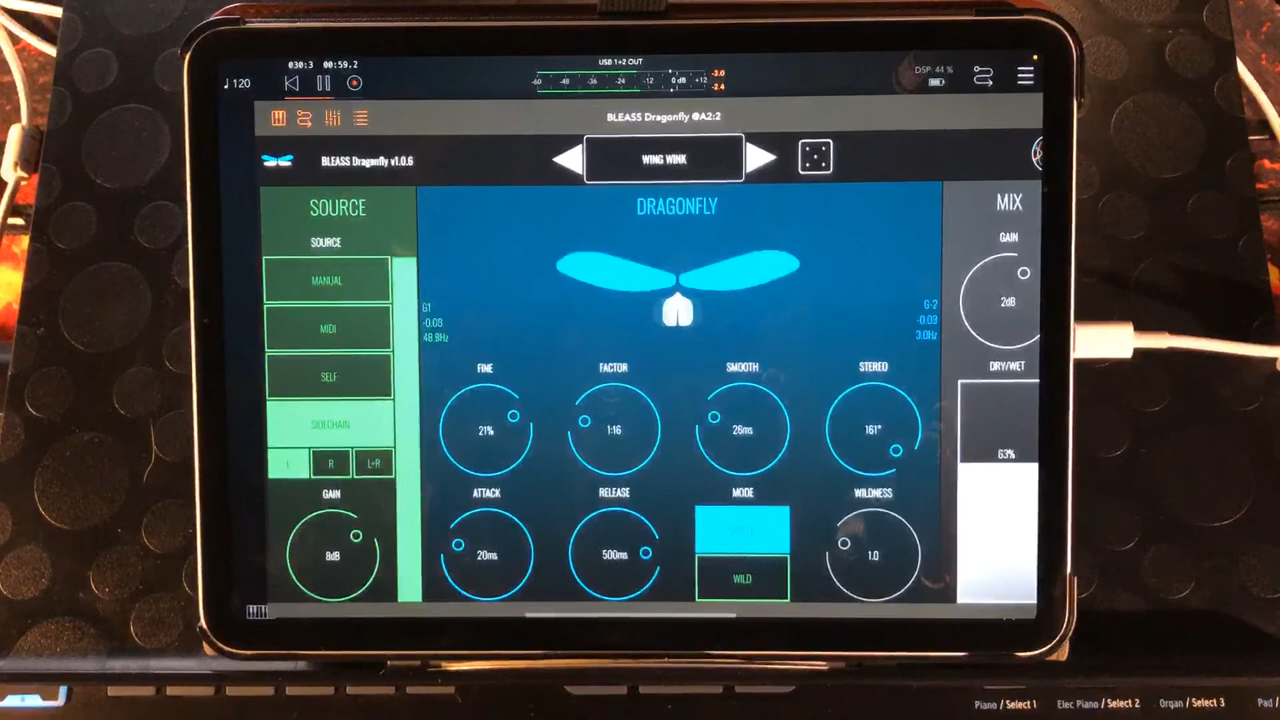 ♩ 120
030:3 00:59.2
USB 1+2 OUT
-60 -48 -36 -24 -12 0 dB +12
-3.0
-2.4
DSP: 44 %
BLEASS Dragonfly @A2:2
BLEASS Dragonfly v1.0.6
WING WINK
SOURCE
SOURCE
MANUAL
MIDI
SELF
SIDECHAIN
L
R
L+R
GAIN
8dB
DRAGONFLY
G1
-0.03
48.9Hz
G-2
-0.03
3.0Hz
FINE
21%
FACTOR
1:16
SMOOTH
26ms
STEREO
161°
ATTACK
20ms
RELEASE
500ms
MODE
WILD
WILDNESS
1.0
MIX
GAIN
2dB
DRY/WET
63%
Piano / Select 1
Elec Piano / Select 2
Organ / Select 3
Pad /